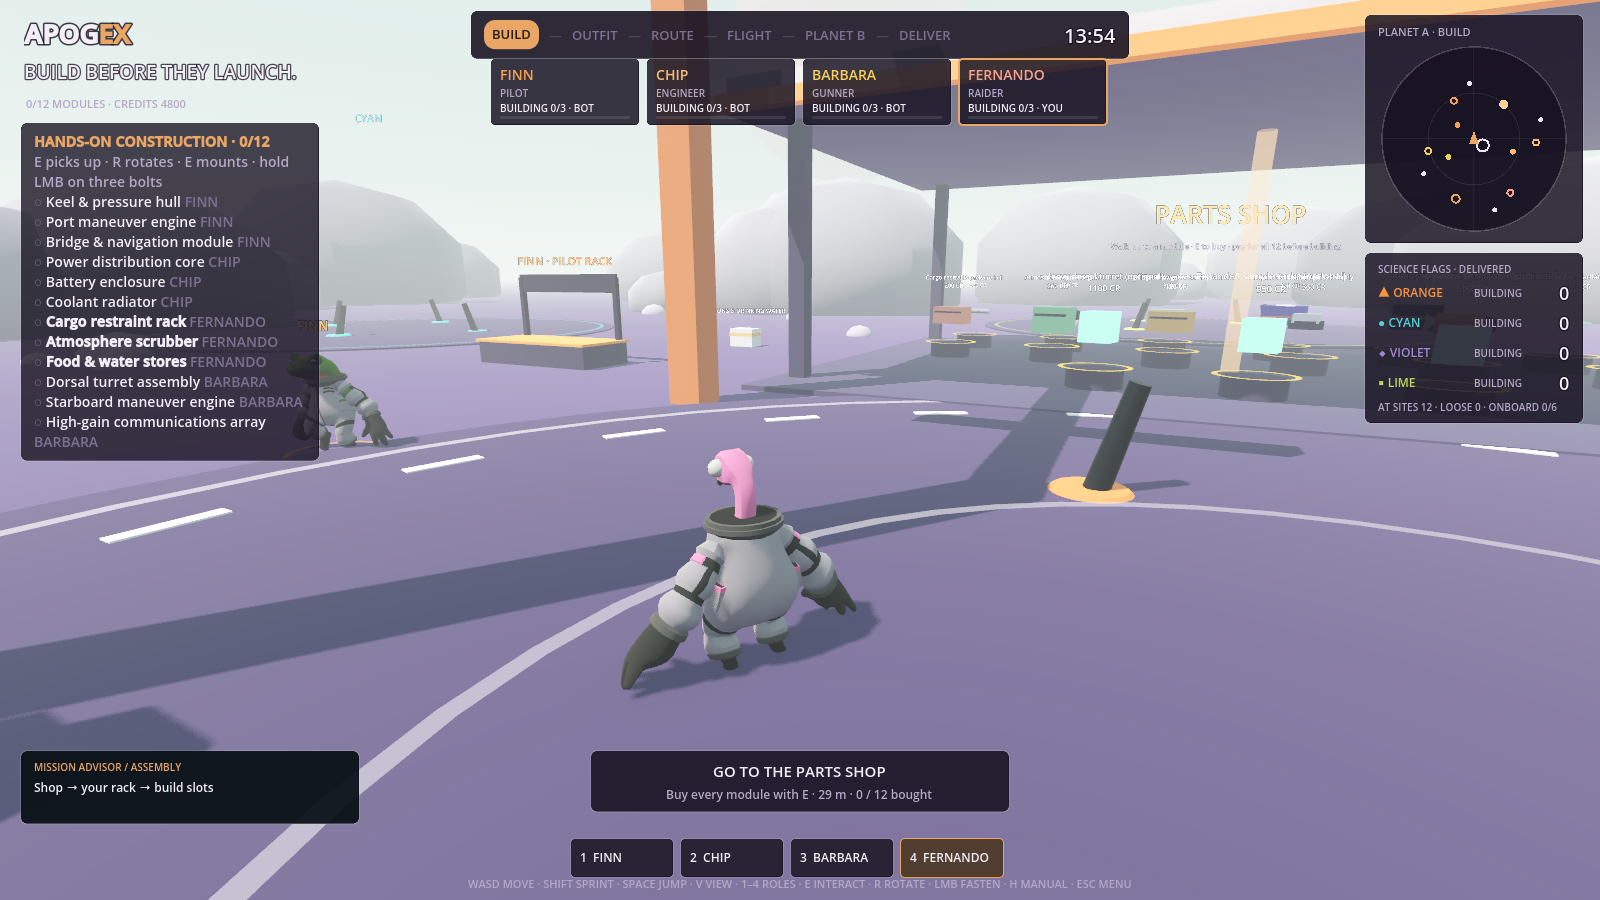 APOGEX
BUILD BEFORE THEY LAUNCH.
0/12 MODULES · CREDITS 4800
BUILD — OUTFIT — ROUTE — FLIGHT — PLANET B — DELIVER
13:54
FINN
PILOT
BUILDING 0/3 · BOT
CHIP
ENGINEER
BUILDING 0/3 · BOT
BARBARA
GUNNER
BUILDING 0/3 · BOT
FERNANDO
RAIDER
BUILDING 0/3 · YOU
PLANET A · BUILD
HANDS-ON CONSTRUCTION · 0/12
E picks up · R rotates · E mounts · hold
LMB on three bolts
Keel & pressure hull FINN
Port maneuver engine FINN
Bridge & navigation module FINN
Power distribution core CHIP
Battery enclosure CHIP
Coolant radiator CHIP
Cargo restraint rack FERNANDO
Atmosphere scrubber FERNANDO
Food & water stores FERNANDO
Dorsal turret assembly BARBARA
Starboard maneuver engine BARBARA
High-gain communications array
BARBARA
CYAN
FINN
FINN · PILOT RACK
PARTS SHOP
1100 CR
SCIENCE FLAGS · DELIVERED
ORANGE BUILDING 0
CYAN BUILDING 0
VIOLET BUILDING 0
LIME BUILDING 0
AT SITES 12 · LOOSE 0 · ONBOARD 0/6
MISSION ADVISOR / ASSEMBLY
Shop → your rack → build slots
GO TO THE PARTS SHOP
Buy every module with E · 29 m · 0 / 12 bought
1 FINN
2 CHIP
3 BARBARA
4 FERNANDO
WASD MOVE · SHIFT SPRINT · SPACE JUMP · V VIEW · 1–4 ROLES · E INTERACT · R ROTATE · LMB FASTEN · H MANUAL · ESC MENU